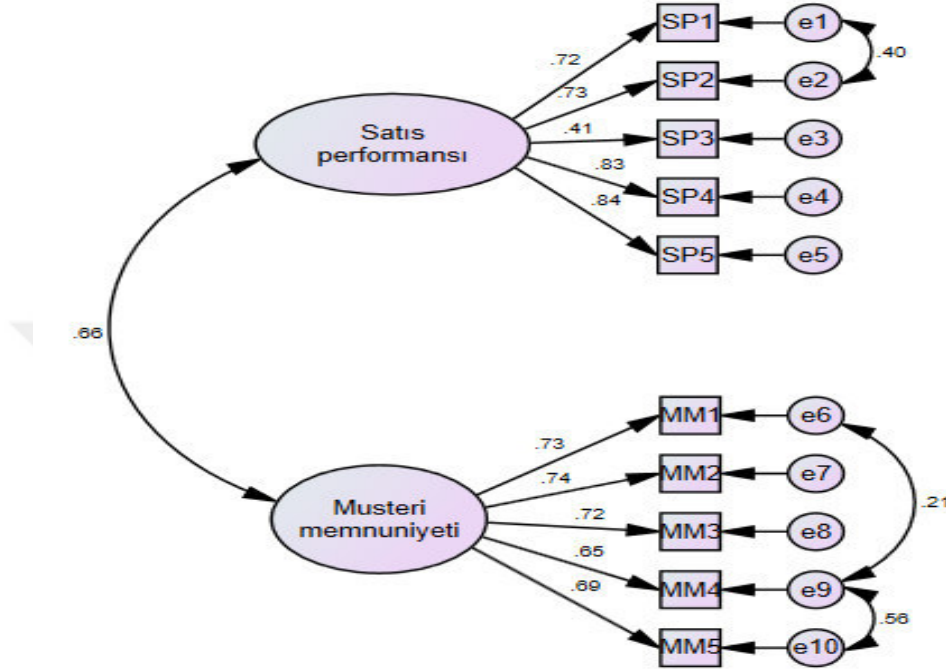 SP1 e1
.72
.40
SP2 e2
.73
Satıs
performansı
.41
SP3 e3
.83
SP4 e4
.84
SP5 e5
.66
MM1 e6
.73
MM2 e7
.74
.21
.72
MM3 e8
Musteri
memnuniyeti
.65
MM4 e9
.69
.56
MM5 e10